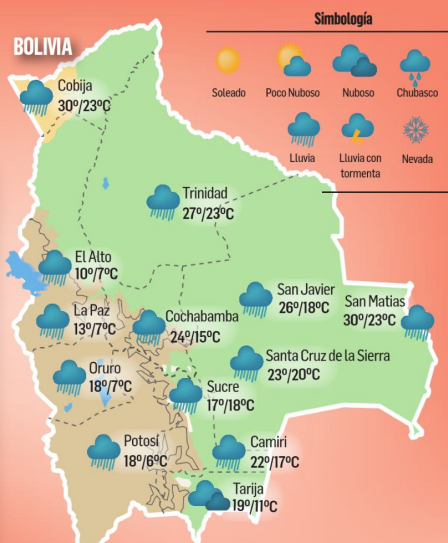 BOLIVIA
Simbología
Soleado
Poco Nuboso
Nuboso
Chubasco
Lluvia
Lluvia con
tormenta
Nevada
Cobija
30º/23ºC
Trinidad
27º/23ºC
El Alto
10º/7ºC
La Paz
13º/7ºC
Cochabamba
24º/15ºC
San Javier
26º/18ºC
San Matias
30º/23ºC
Oruro
18º/7ºC
Santa Cruz de la Sierra
23º/20ºC
Sucre
17º/18ºC
Potosí
18º/6ºC
Camiri
22º/17ºC
Tarija
19º/11ºC